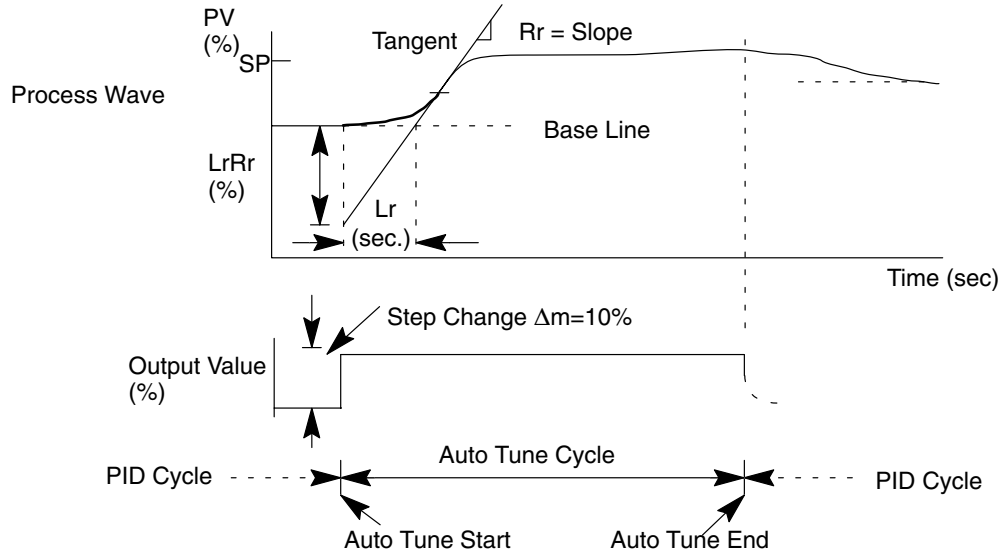 PV
(%)
Tangent
Rr = Slope
SP
Process Wave
Base Line
LrRr
(%)
Lr
(sec.)
Time (sec)
Step Change Δm=10%
Output Value
(%)
PID Cycle
Auto Tune Cycle
PID Cycle
Auto Tune Start
Auto Tune End